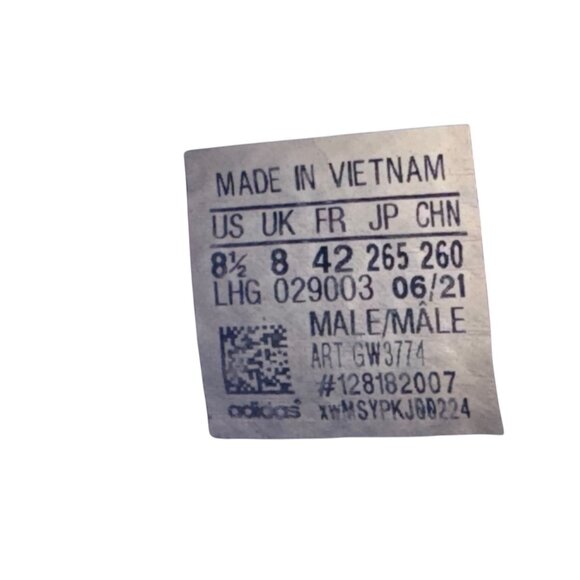 MADE IN VIETNAM
US UK FR JP CHN
8½ 8 42 265 260
LHG 029003 06/21
MALE/MÂLE
ART GW3774
#128182007
adidas xwMSYPKJ00224